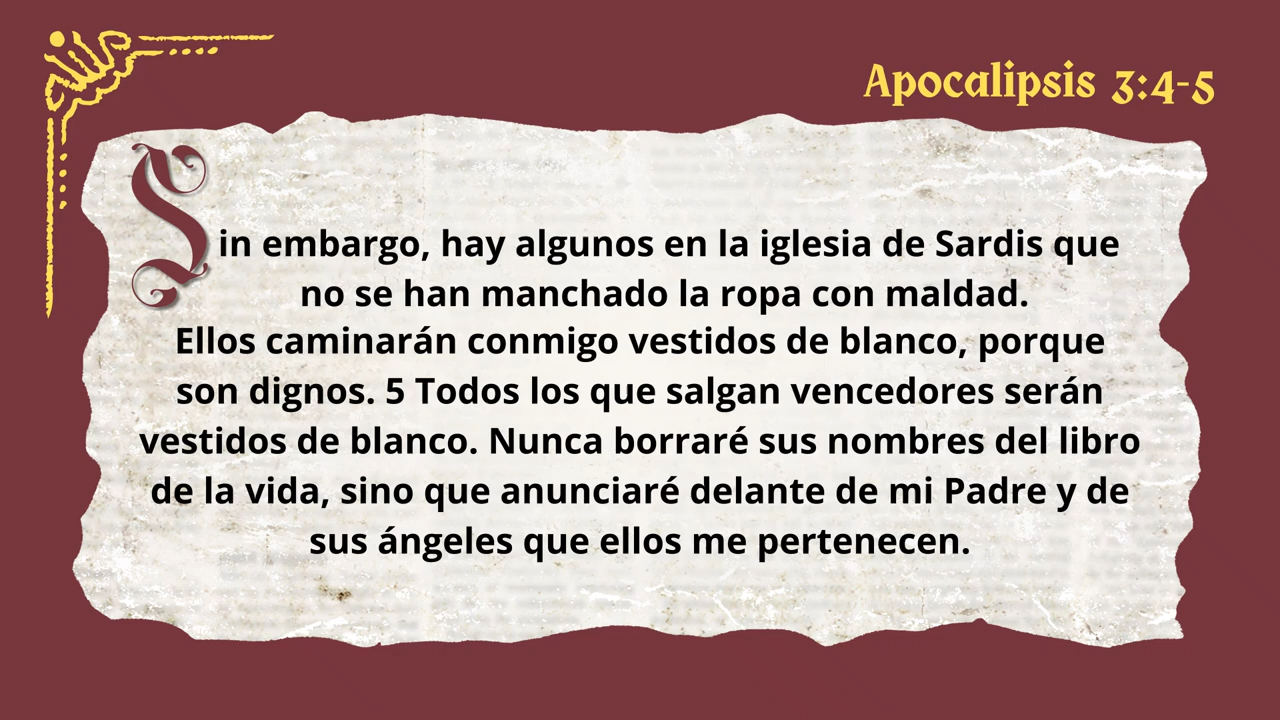 Apocalipsis 3:4-5
Sin embargo, hay algunos en la iglesia de Sardis que
no se han manchado la ropa con maldad.
Ellos caminarán conmigo vestidos de blanco, porque
son dignos. 5 Todos los que salgan vencedores serán
vestidos de blanco. Nunca borraré sus nombres del libro
de la vida, sino que anunciaré delante de mi Padre y de
sus ángeles que ellos me pertenecen.